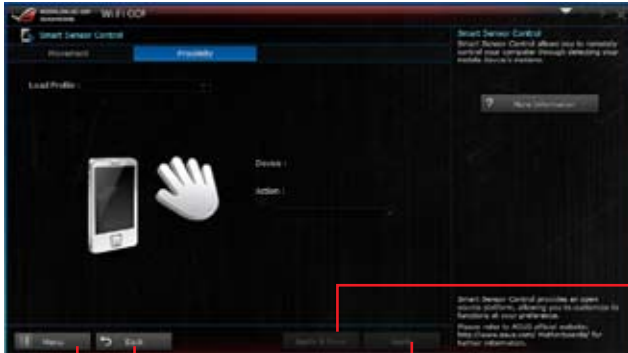 Wi-Fi GO!
Smart Sensor Control
Movement
Proximity
Load Profile :
Device :
Action :
Smart Sensor Control
Smart Sensor Control allows you to remotely
control your computer through detecting your
mobile device's motions.
? More Information
Smart Sensor Control provides an open
source platform, allowing you to customize its
functions at your preference.
Please refer to ASUS official website:
http://www.asus.com/ motherboards/ for
further information.
Menu
Back
Apply